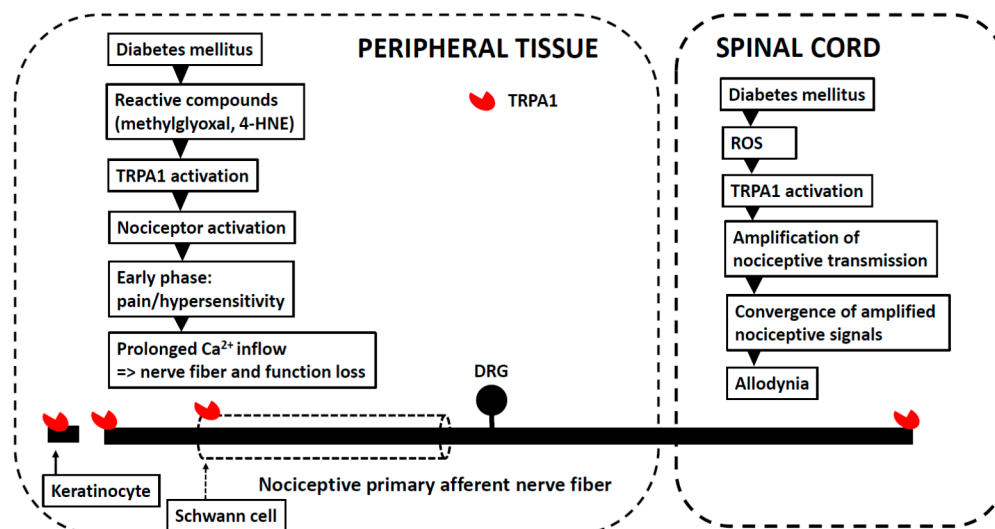 PERIPHERAL TISSUE
Diabetes mellitus
Reactive compounds
(methylglyoxal, 4-HNE)
TRPA1 activation
Nociceptor activation
Early phase:
pain/hypersensitivity
Prolonged Ca²⁺ inflow
=> nerve fiber and function loss
TRPA1
DRG
Keratinocyte
Schwann cell
Nociceptive primary afferent nerve fiber
SPINAL CORD
Diabetes mellitus
ROS
TRPA1 activation
Amplification of
nociceptive transmission
Convergence of amplified
nociceptive signals
Allodynia